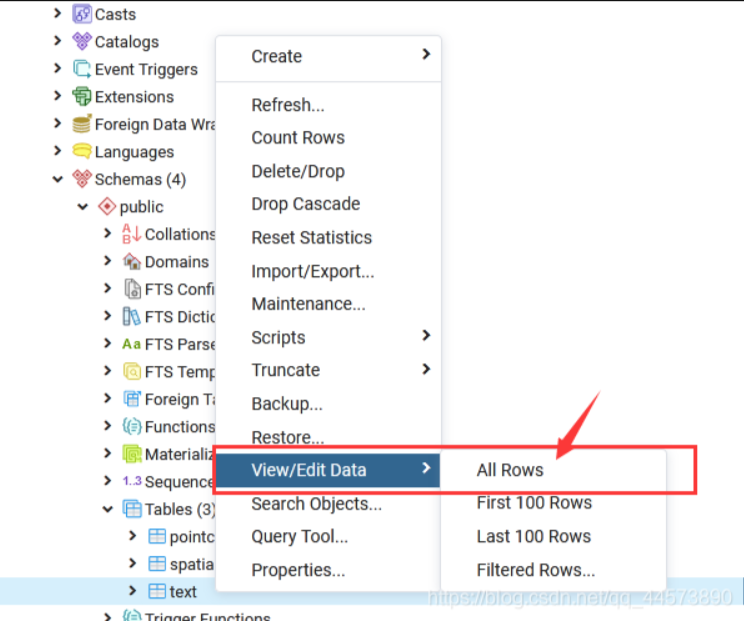 Casts
Catalogs
Event Triggers
Extensions
Foreign Data Wra
Languages
Schemas (4)
public
Collations
Domains
FTS Confi
FTS Dictio
Aa FTS Parse
FTS Temp
Foreign Ta
Functions
Materializ
1..3 Sequence
Tables (3)
pointc
spatia
text
Trigger Functions
Create
Refresh...
Count Rows
Delete/Drop
Drop Cascade
Reset Statistics
Import/Export...
Maintenance...
Scripts
Truncate
Backup...
Restore...
View/Edit Data
Search Objects...
Query Tool...
Properties...
All Rows
First 100 Rows
Last 100 Rows
Filtered Rows...
https://blog.csdn.net/qq_44573890